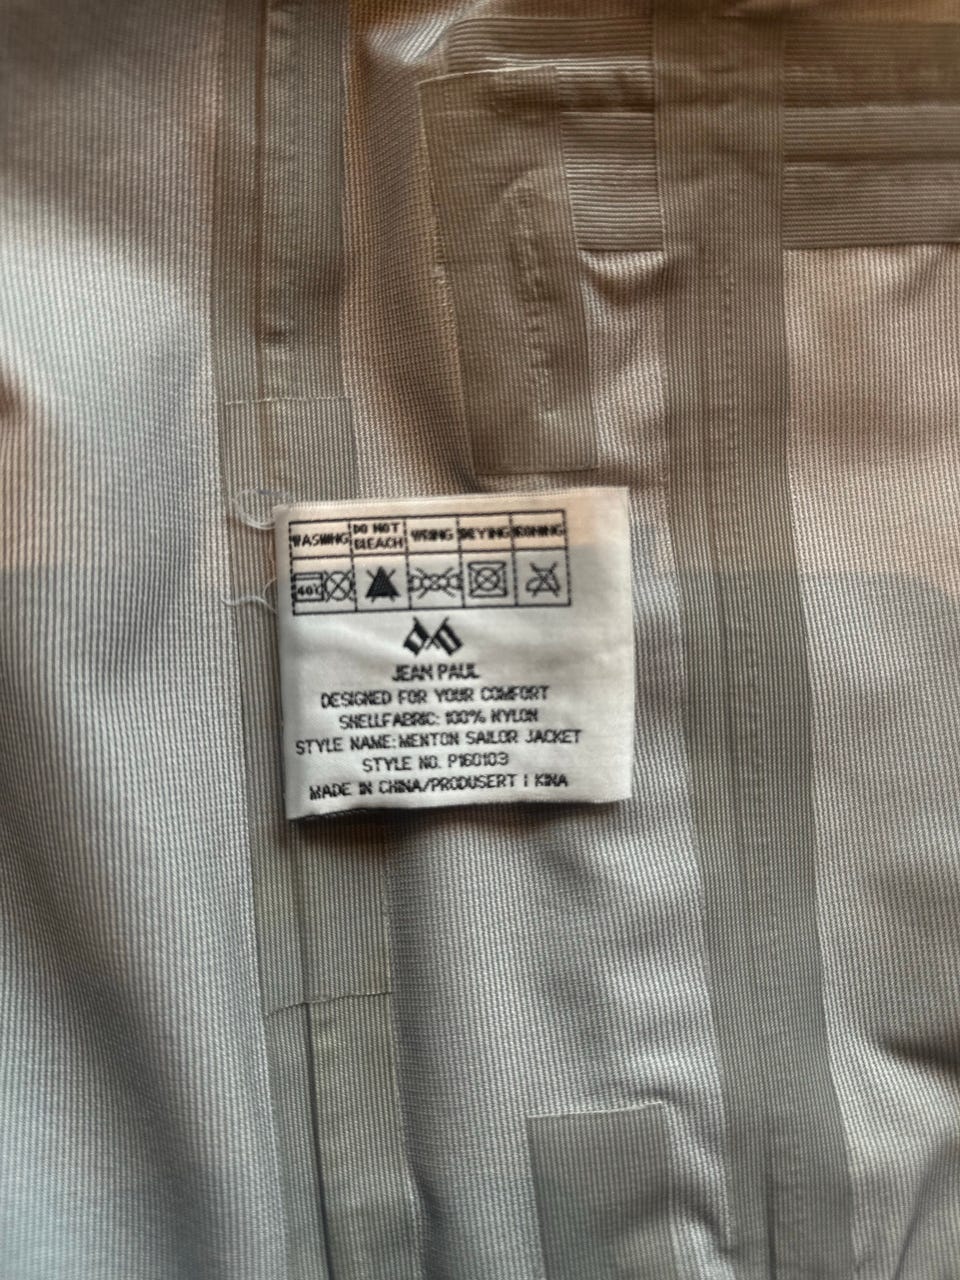 WASHING DO NOT BLEACH WRING DRYING IRONING
40C
JEAN PAUL
DESIGNED FOR YOUR COMFORT
SHELLFABRIC: 100% NYLON
STYLE NAME: MENTON SAILOR JACKET
STYLE NO. P160103
MADE IN CHINA/PRODUSERT I KINA